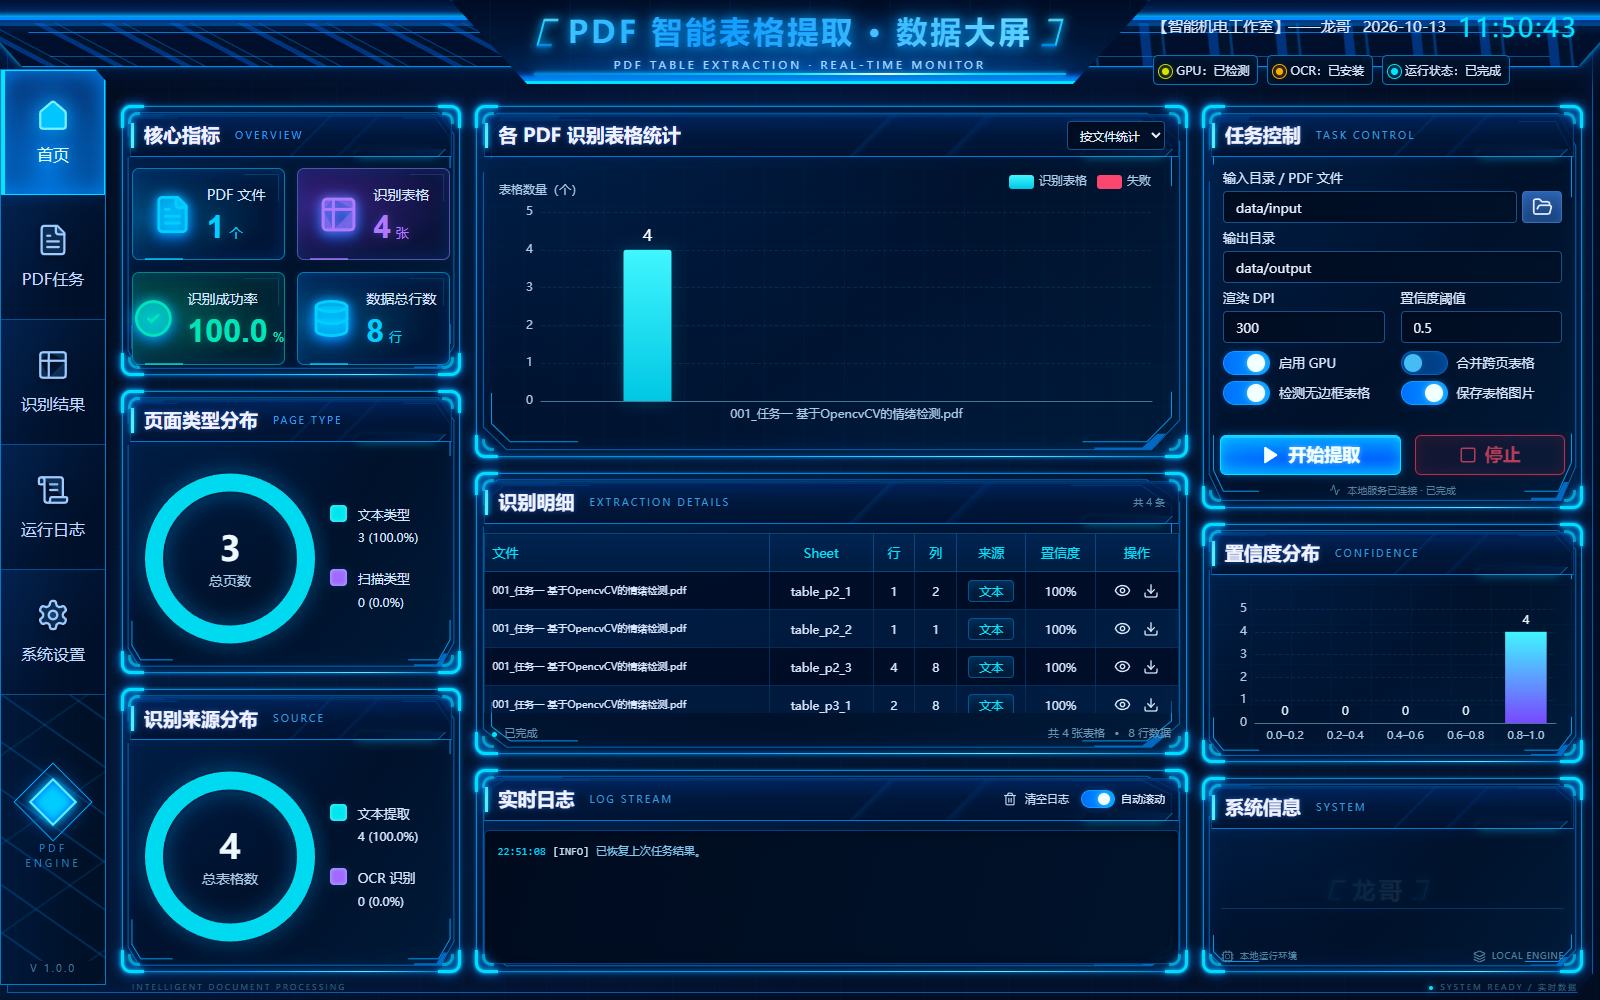 PDF 智能表格提取 · 数据大屏
PDF TABLE EXTRACTION · REAL-TIME MONITOR
【智能机电工作室】——龙哥 2026-10-13 11:50:43
GPU：已检测 OCR：已安装 运行状态：已完成
首页
PDF任务
识别结果
运行日志
系统设置
PDF
ENGINE
V 1.0.0
核心指标 OVERVIEW
PDF 文件
1 个
识别表格
4 张
识别成功率
100.0 %
数据总行数
8 行
页面类型分布 PAGE TYPE
3
总页数
文本类型
3 (100.0%)
扫描类型
0 (0.0%)
识别来源分布 SOURCE
4
总表格数
文本提取
4 (100.0%)
OCR 识别
0 (0.0%)
各 PDF 识别表格统计
按文件统计
表格数量（个）
识别表格 失败
5
4
3
2
1
0
4
001_任务一 基于OpencvCV的情绪检测.pdf
识别明细 EXTRACTION DETAILS
共 4 条
文件 Sheet 行 列 来源 置信度 操作
001_任务一 基于OpencvCV的情绪检测.pdf table_p2_1 1 2 文本 100%
001_任务一 基于OpencvCV的情绪检测.pdf table_p2_2 1 1 文本 100%
001_任务一 基于OpencvCV的情绪检测.pdf table_p2_3 4 8 文本 100%
001_任务一 基于OpencvCV的情绪检测.pdf table_p3_1 2 8 文本 100%
已完成
共 4 张表格 • 8 行数据
实时日志 LOG STREAM
清空日志 自动滚动
22:51:08 [INFO] 已恢复上次任务结果。
任务控制 TASK CONTROL
输入目录 / PDF 文件
data/input
输出目录
data/output
渲染 DPI 置信度阈值
300 0.5
启用 GPU 合并跨页表格
检测无边框表格 保存表格图片
开始提取 停止
本地服务已连接 · 已完成
置信度分布 CONFIDENCE
5
4
3
2
1
0
0 0 0 0 4
0.0–0.2 0.2–0.4 0.4–0.6 0.6–0.8 0.8–1.0
系统信息 SYSTEM
龙哥
本地运行环境 LOCAL ENGINE
INTELLIGENT DOCUMENT PROCESSING
SYSTEM READY / 实时数据